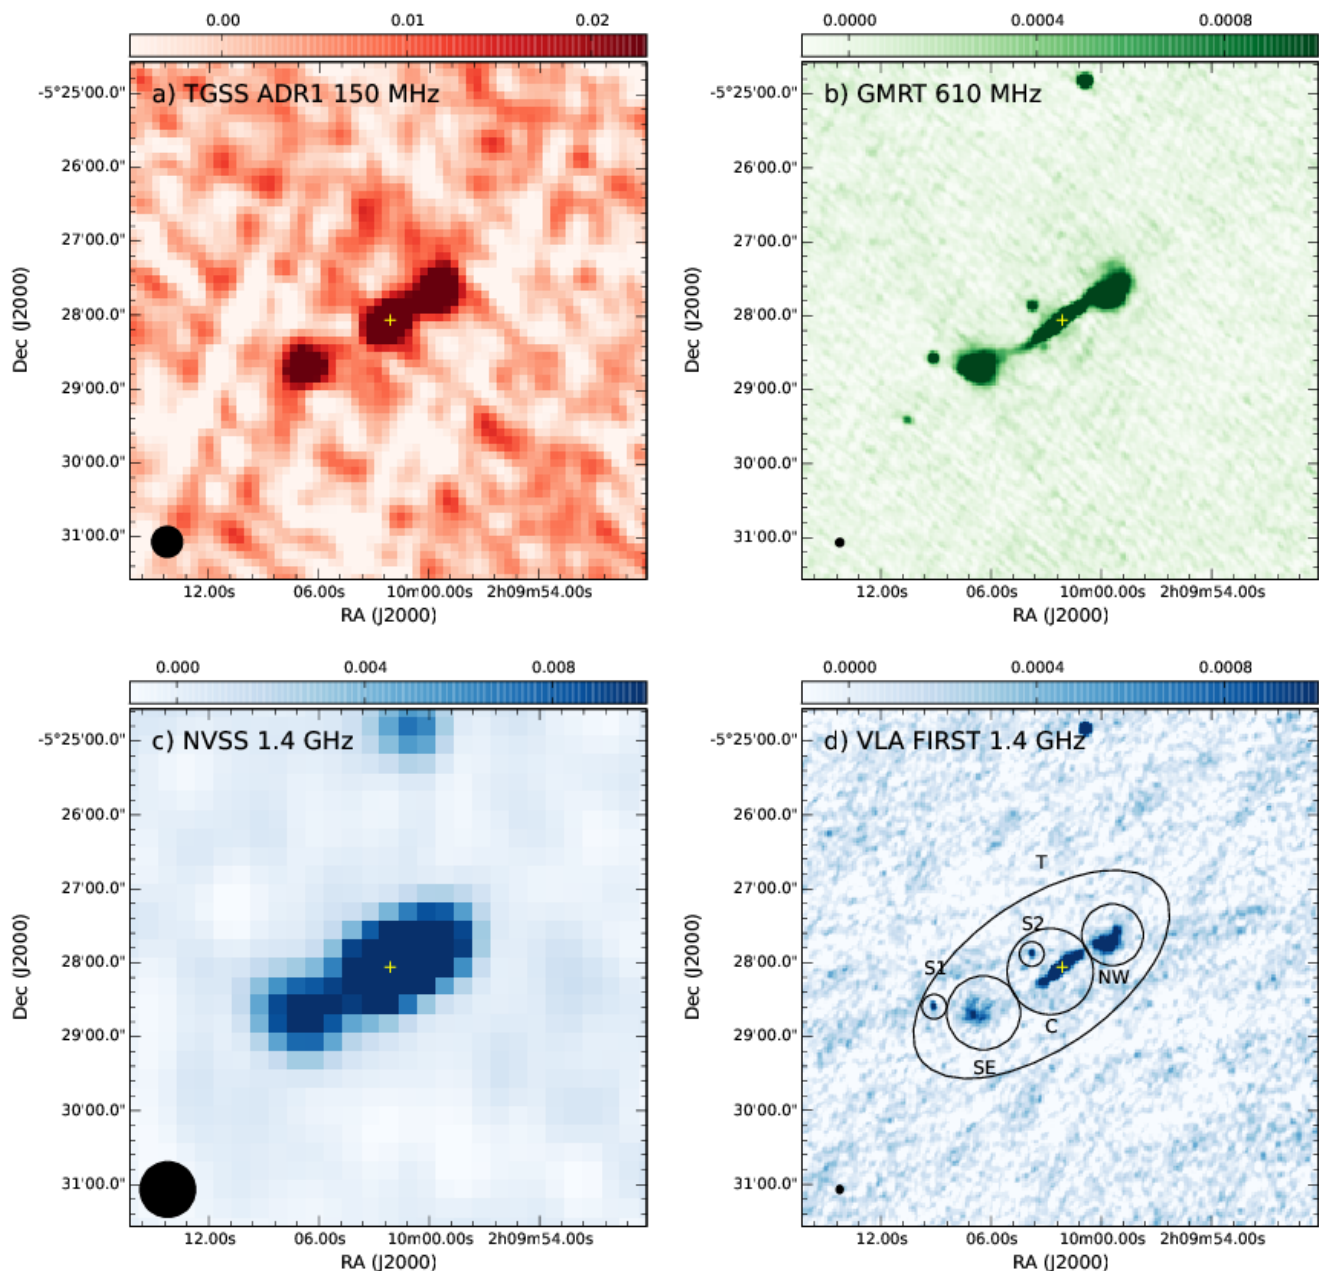 0.00 0.01 0.02
a) TGSS ADR1 150 MHz
-5°25'00.0"
26'00.0"
27'00.0"
28'00.0"
29'00.0"
30'00.0"
31'00.0"
Dec (J2000)
12.00s 06.00s 10m00.00s 2h09m54.00s
RA (J2000)
0.0000 0.0004 0.0008
b) GMRT 610 MHz
-5°25'00.0"
26'00.0"
27'00.0"
28'00.0"
29'00.0"
30'00.0"
31'00.0"
Dec (J2000)
12.00s 06.00s 10m00.00s 2h09m54.00s
RA (J2000)
0.000 0.004 0.008
c) NVSS 1.4 GHz
-5°25'00.0"
26'00.0"
27'00.0"
28'00.0"
29'00.0"
30'00.0"
31'00.0"
Dec (J2000)
12.00s 06.00s 10m00.00s 2h09m54.00s
RA (J2000)
0.0000 0.0004 0.0008
d) VLA FIRST 1.4 GHz
-5°25'00.0"
26'00.0"
27'00.0"
28'00.0"
29'00.0"
30'00.0"
31'00.0"
Dec (J2000)
T
S2
S1
NW
C
SE
12.00s 06.00s 10m00.00s 2h09m54.00s
RA (J2000)